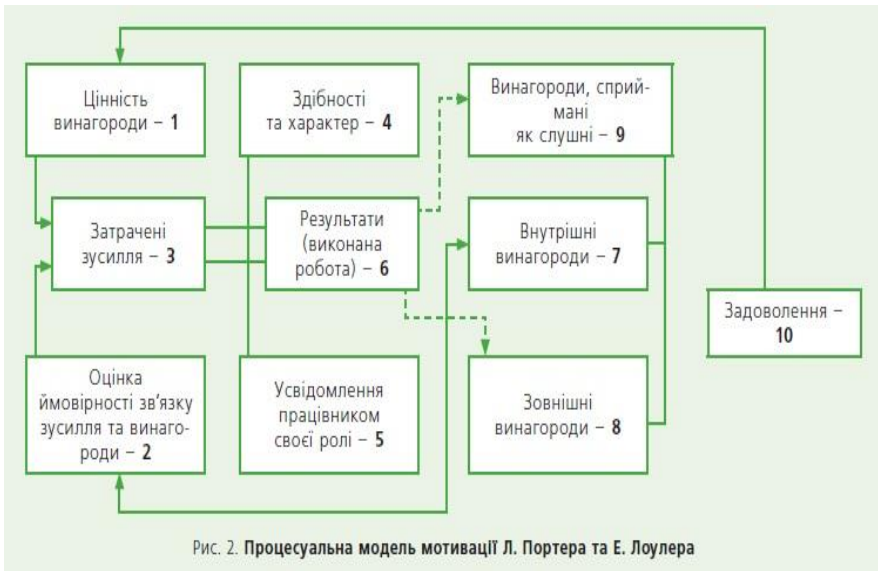 Цінність
винагороди – 1
Здібності
та характер – 4
Винагороди, сприй-
мані
як слушні – 9
Затрачені
зусилля – 3
Результати
(виконана
робота) – 6
Внутрішні
винагороди – 7
Задоволення –
10
Оцінка
ймовірності зв’язку
зусилля та винаго-
роди – 2
Усвідомлення
працівником
своєї ролі – 5
Зовнішні
винагороди – 8
Рис. 2. Процесуальна модель мотивації Л. Портера та Е. Лоулера